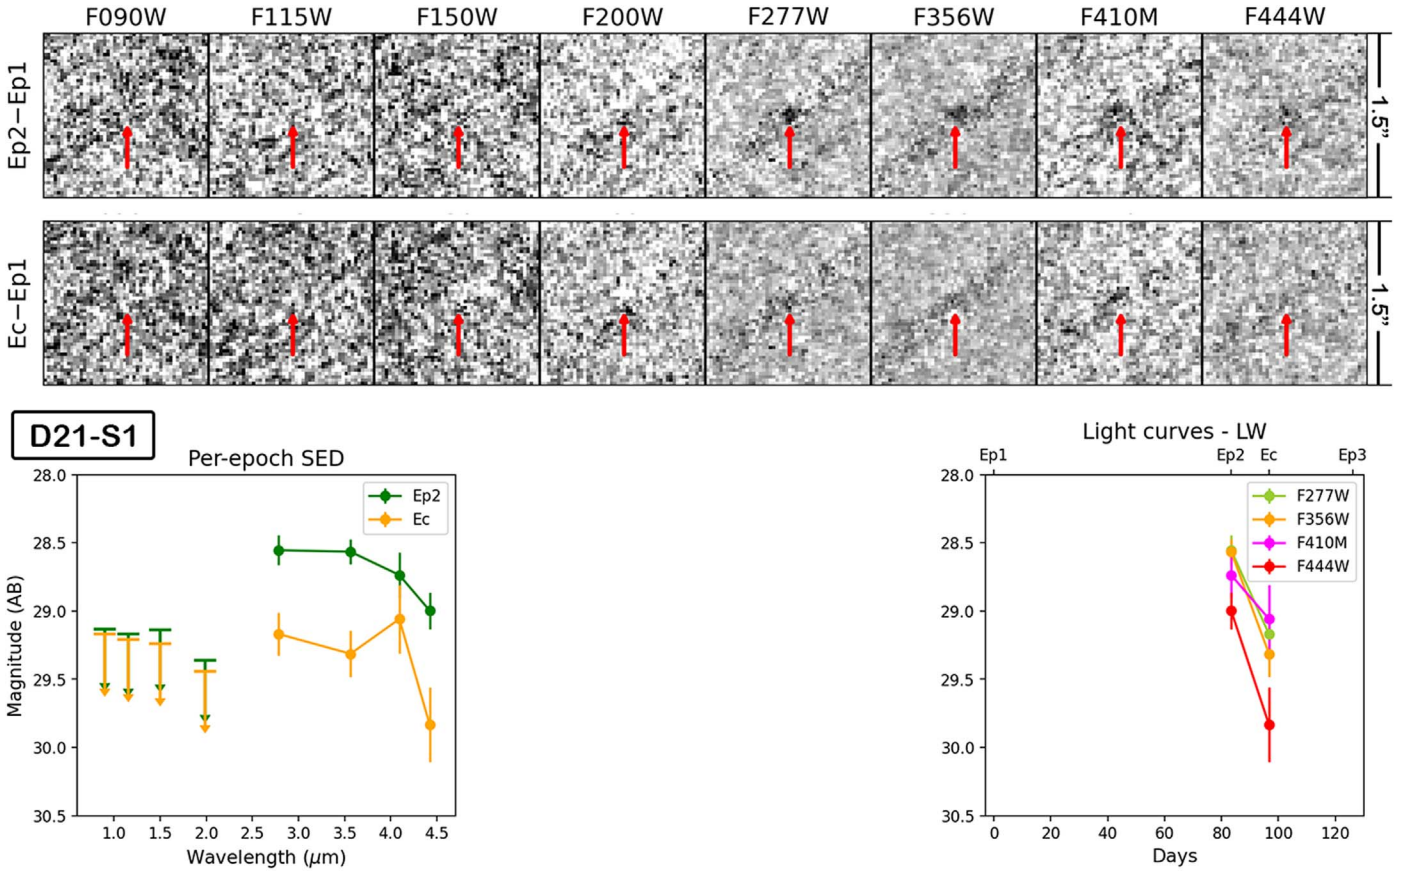 F090W F115W F150W F200W F277W F356W F410M F444W
Ep2−Ep1
1.5”
Ec−Ep1
1.5”
D21-S1
Per-epoch SED
Ep2
Ec
Magnitude (AB)
28.0
28.5
29.0
29.5
30.0
30.5
1.0 1.5 2.0 2.5 3.0 3.5 4.0 4.5
Wavelength (μm)
Light curves - LW
Ep1 Ep2 Ec Ep3
F277W
F356W
F410M
F444W
28.0
28.5
29.0
29.5
30.0
30.5
0 20 40 60 80 100 120
Days